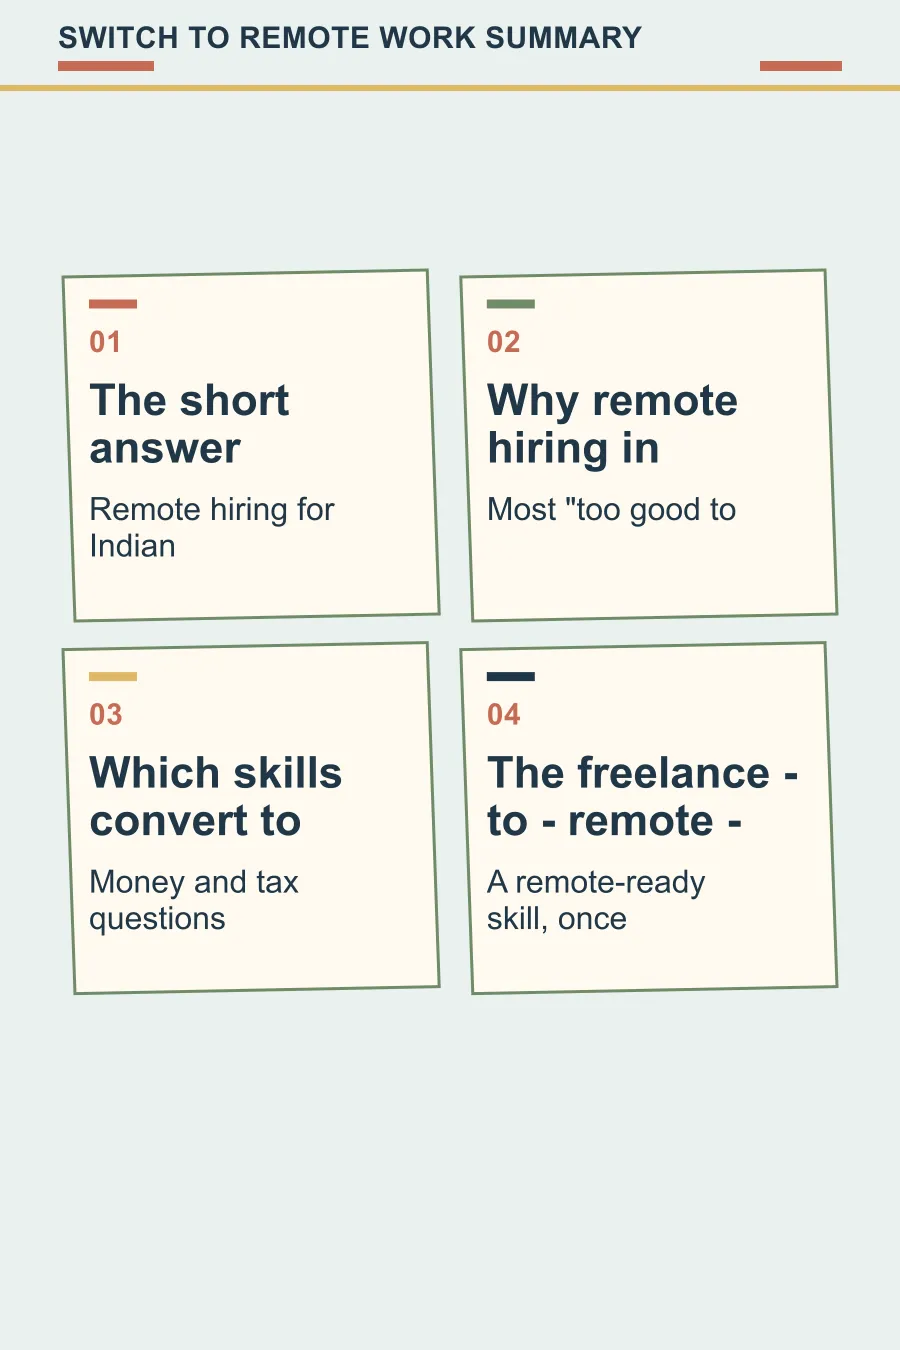 SWITCH TO REMOTE WORK SUMMARY
01
The short
answer
Remote hiring for
Indian
02
Why remote
hiring in
Most "too good to
03
Which skills
convert to
Money and tax
questions
04
The freelance -
to - remote -
A remote-ready
skill, once